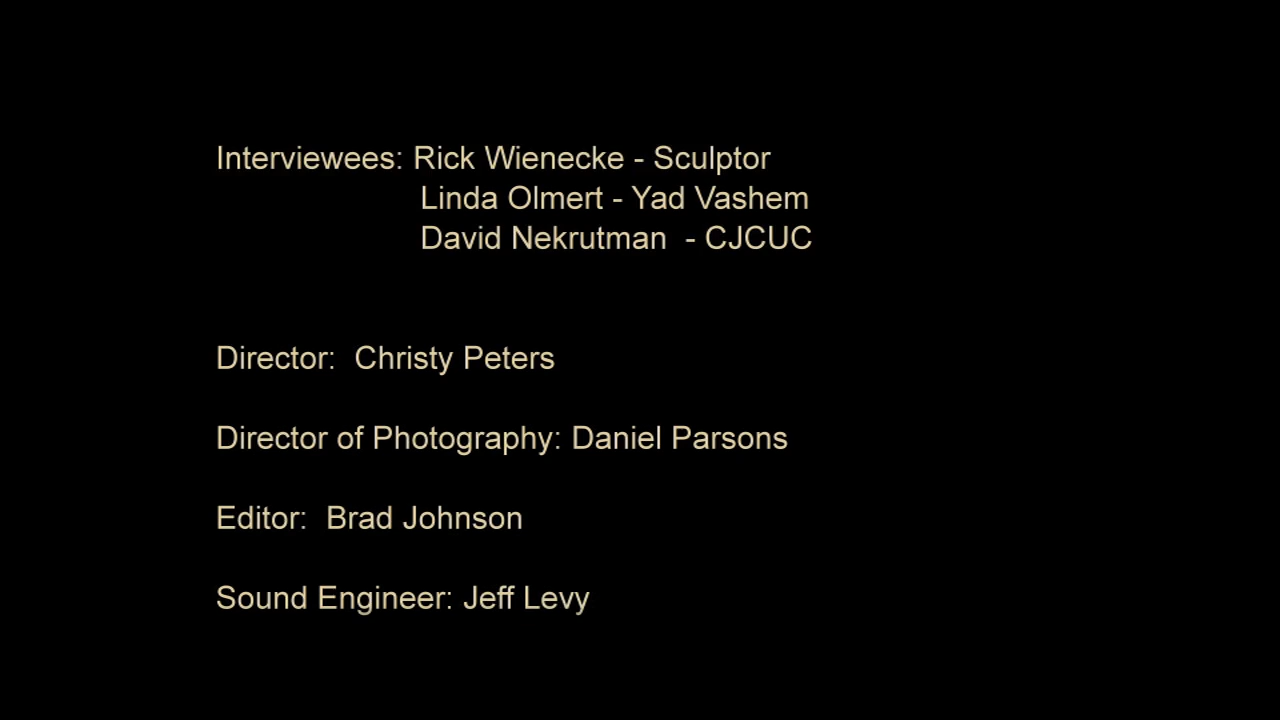 Interviewees: Rick Wienecke - Sculptor
Linda Olmert - Yad Vashem
David Nekrutman  - CJCUC
Director:  Christy Peters
Director of Photography: Daniel Parsons
Editor:  Brad Johnson
Sound Engineer: Jeff Levy